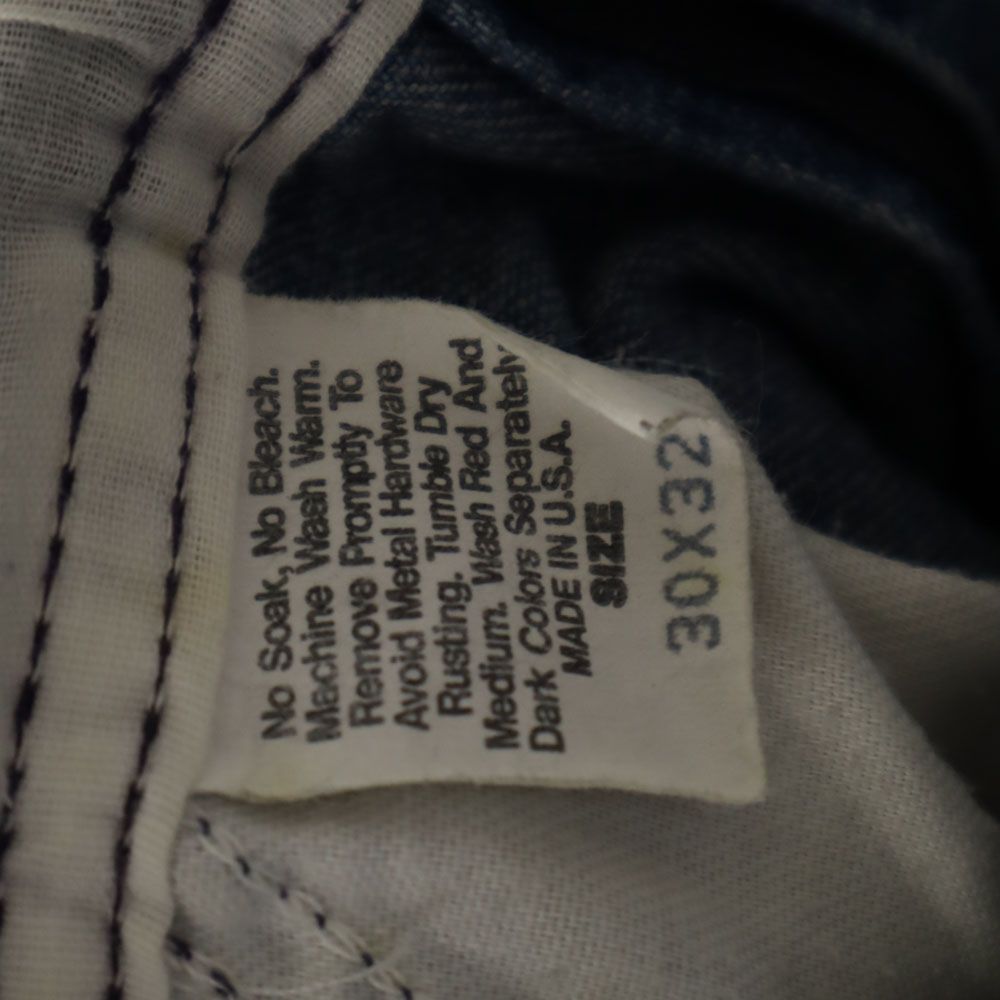 No Soak, No Bleach.
Machine Wash Warm.
Remove Promptly To
Avoid Metal Hardware
Rusting. Tumble Dry
Medium. Wash Red And
Dark Colors Separately
MADE IN U.S.A.
SIZE
30X32